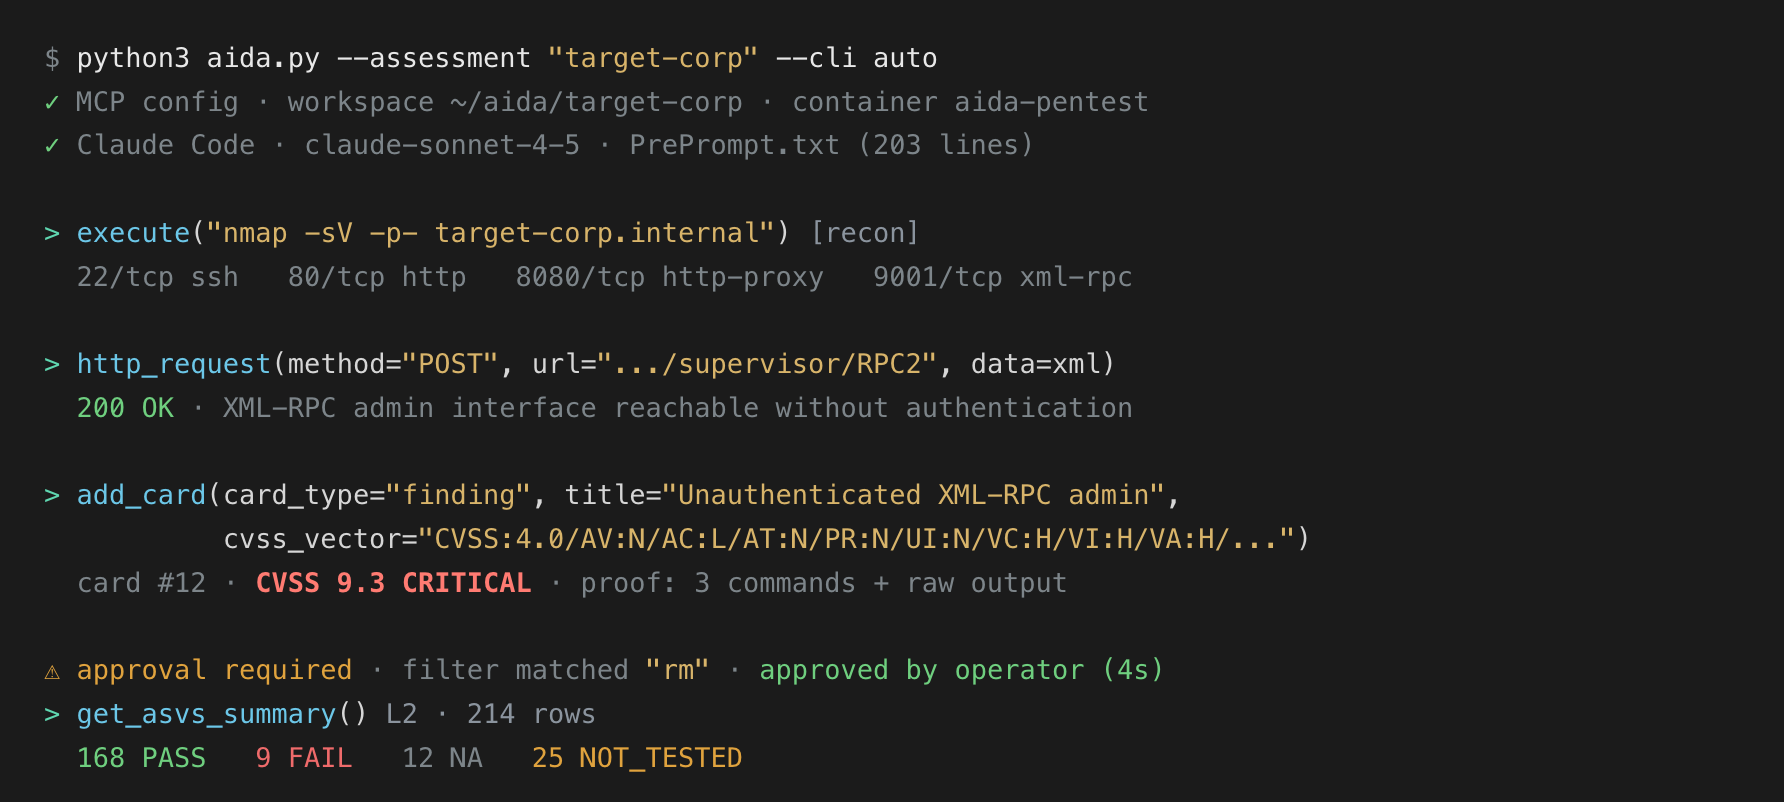 $ python3 aida.py --assessment "target-corp" --cli auto
✓ MCP config · workspace ~/aida/target-corp · container aida-pentest
✓ Claude Code · claude-sonnet-4-5 · PrePrompt.txt (203 lines)
> execute("nmap -sV -p- target-corp.internal") [recon]
22/tcp ssh   80/tcp http   8080/tcp http-proxy   9001/tcp xml-rpc
> http_request(method="POST", url=".../supervisor/RPC2", data=xml)
200 OK · XML-RPC admin interface reachable without authentication
> add_card(card_type="finding", title="Unauthenticated XML-RPC admin",
cvss_vector="CVSS:4.0/AV:N/AC:L/AT:N/PR:N/UI:N/VC:H/VI:H/VA:H/...")
card #12 · CVSS 9.3 CRITICAL · proof: 3 commands + raw output
⚠ approval required · filter matched "rm" · approved by operator (4s)
> get_asvs_summary() L2 · 214 rows
168 PASS   9 FAIL   12 NA   25 NOT_TESTED